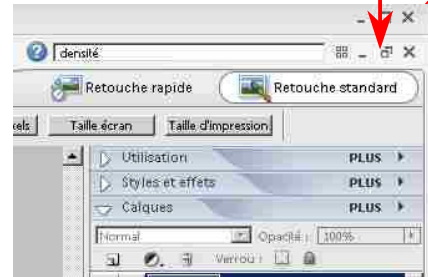 densité
Retouche rapide Retouche standard
xels Taille écran Taille d'impression
Utilisation PLUS
Styles et effets PLUS
Calques PLUS
Normal Opacité : 100%
Verrou :